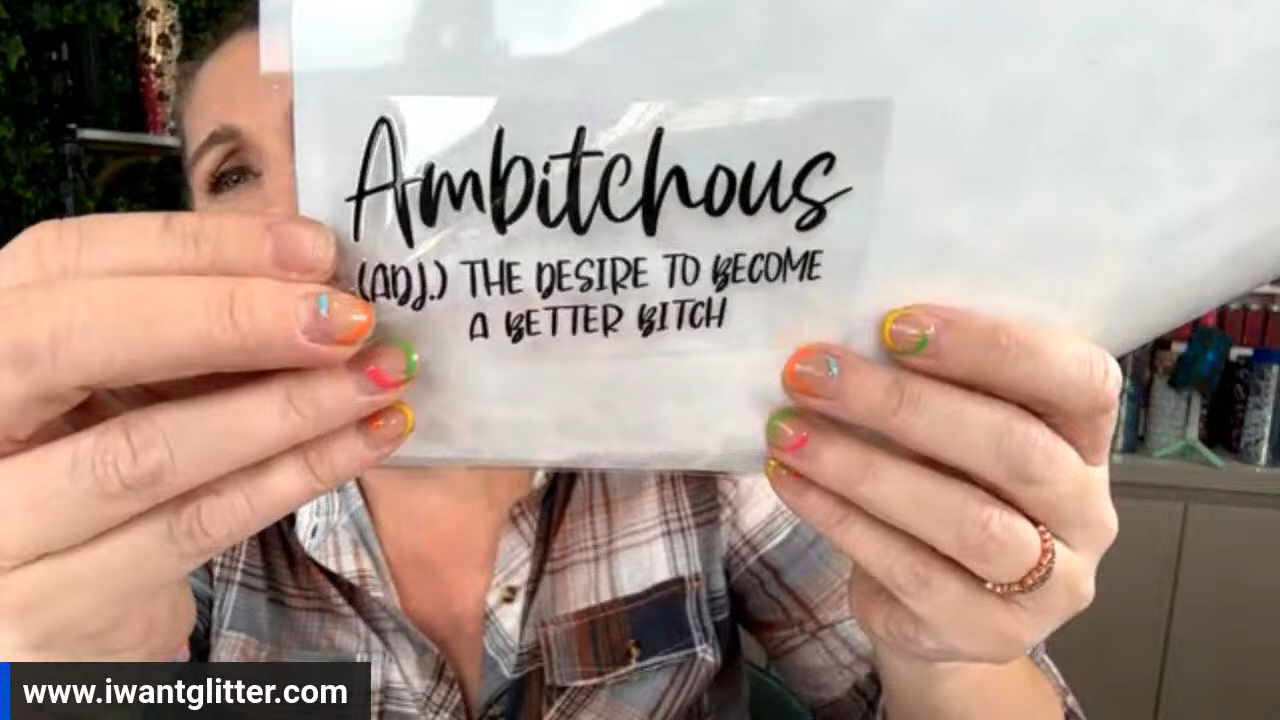 Ambitchous
(ADJ.) THE DESIRE TO BECOME
A BETTER BITCH
www.iwantglitter.com